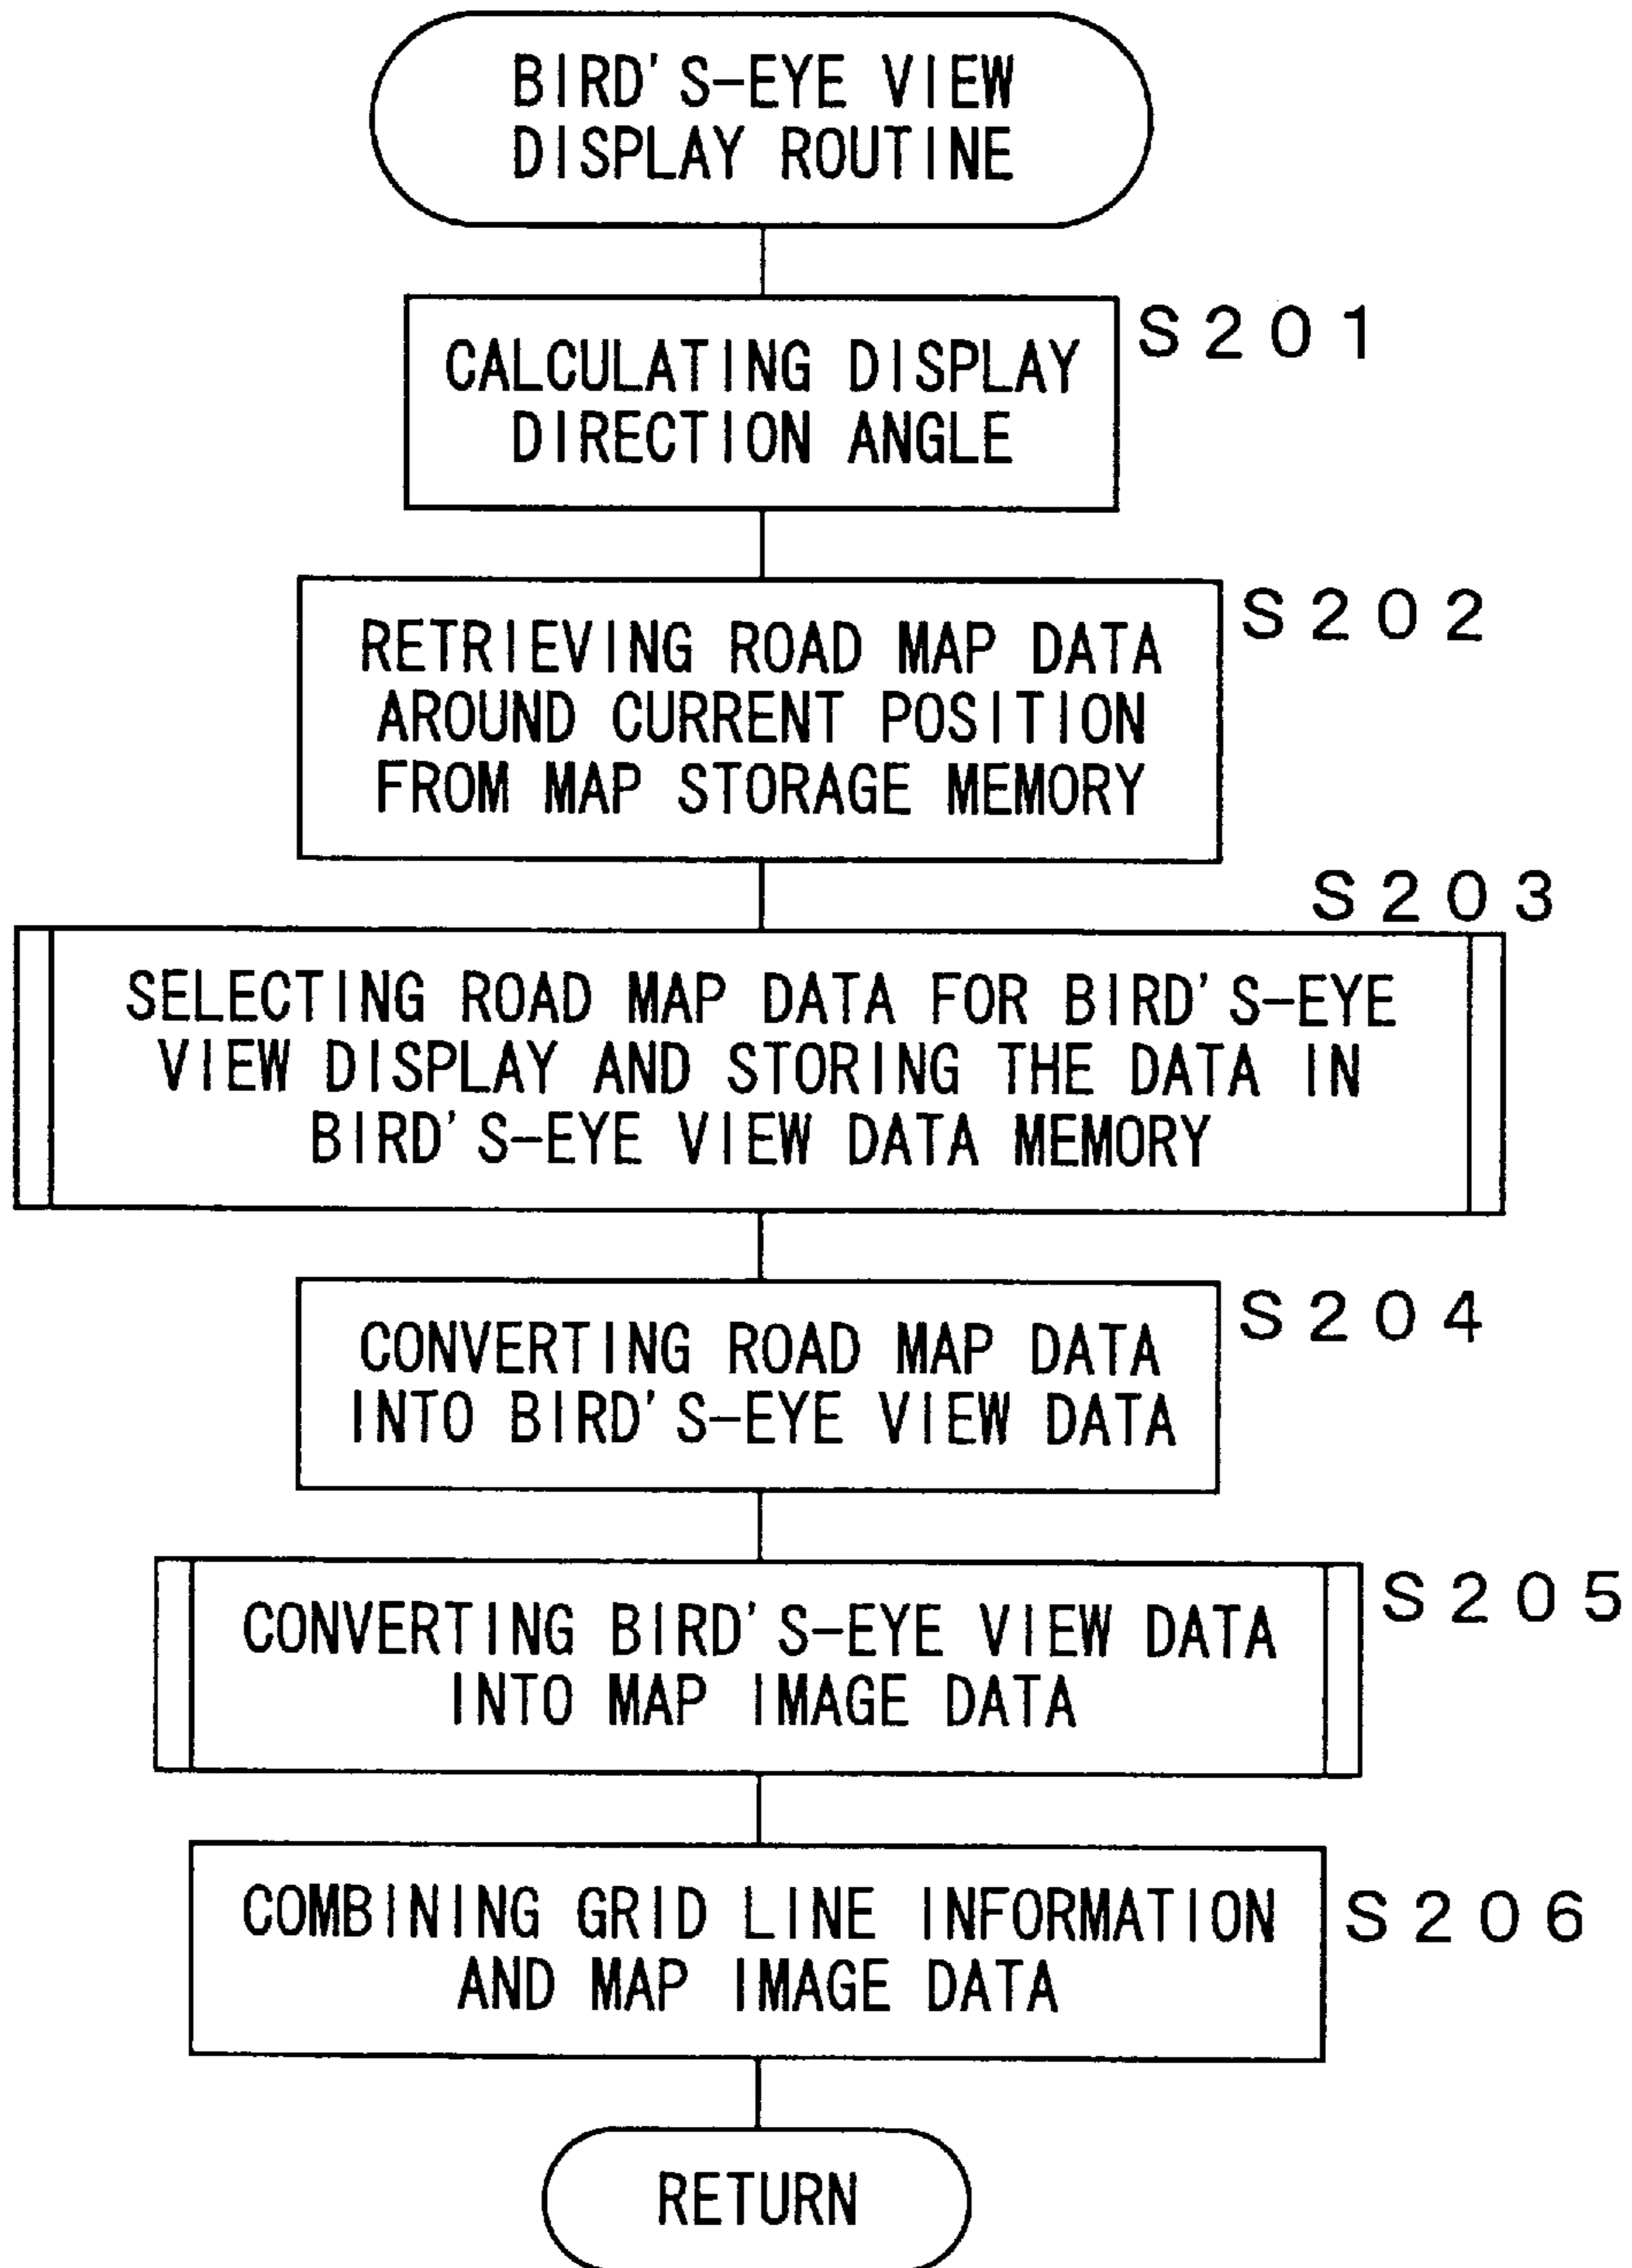 BIRD'S-EYE VIEW
DISPLAY ROUTINE
S201
CALCULATING DISPLAY
DIRECTION ANGLE
S202
RETRIEVING ROAD MAP DATA
AROUND CURRENT POSITION
FROM MAP STORAGE MEMORY
S203
SELECTING ROAD MAP DATA FOR BIRD'S-EYE
VIEW DISPLAY AND STORING THE DATA IN
BIRD'S-EYE VIEW DATA MEMORY
S204
CONVERTING ROAD MAP DATA
INTO BIRD'S-EYE VIEW DATA
S205
CONVERTING BIRD'S-EYE VIEW DATA
INTO MAP IMAGE DATA
S206
COMBINING GRID LINE INFORMATION
AND MAP IMAGE DATA
RETURN